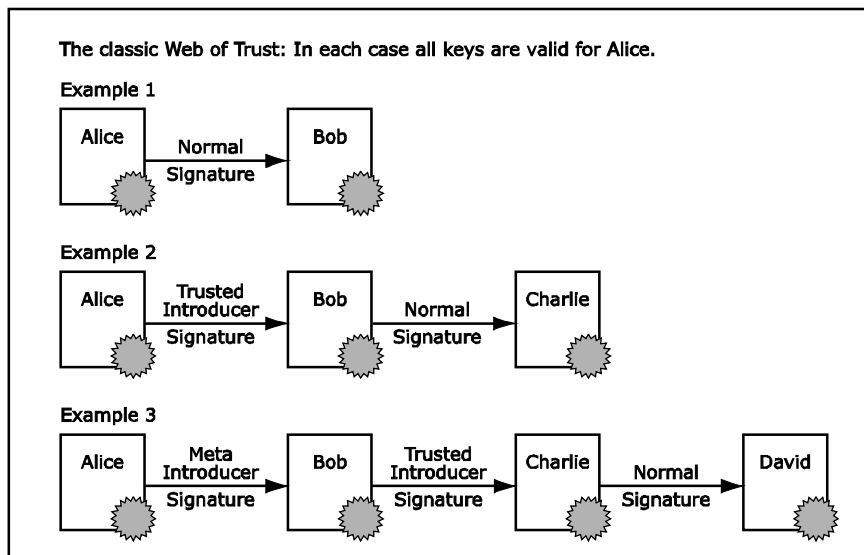 The classic Web of Trust: In each case all keys are valid for Alice.
Example 1
Alice
Normal
Signature
Bob
Example 2
Alice
Trusted
Introducer
Signature
Bob
Normal
Signature
Charlie
Example 3
Alice
Meta
Introducer
Signature
Bob
Trusted
Introducer
Signature
Charlie
Normal
Signature
David